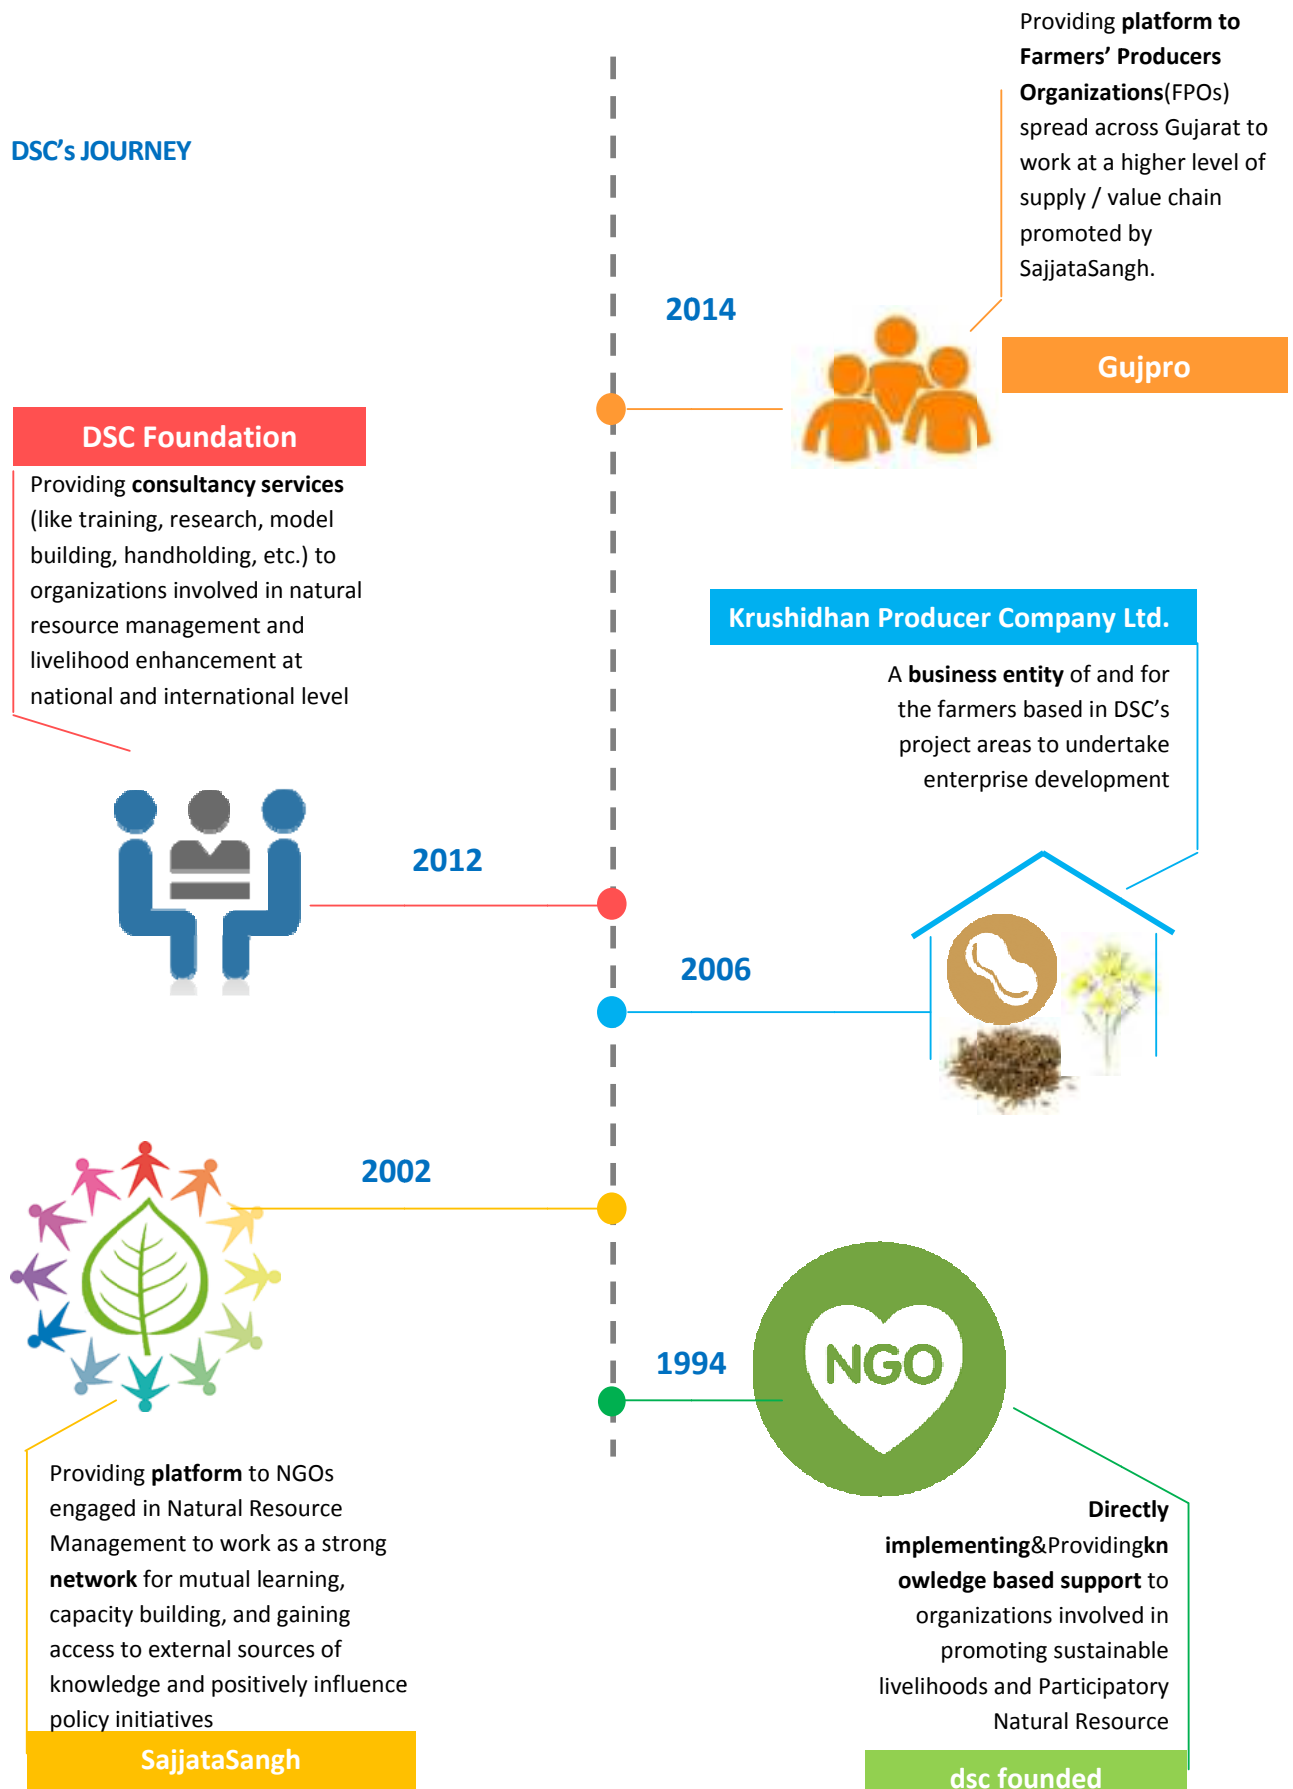 DSC's JOURNEY
Providing platform to
Farmers' Producers
Organizations(FPOs)
spread across Gujarat to
work at a higher level of
supply / value chain
promoted by
SajjataSangh.
2014
Gujpro
DSC Foundation
Providing consultancy services
(like training, research, model
building, handholding, etc.) to
organizations involved in natural
resource management and
livelihood enhancement at
national and international level
2012
Krushidhan Producer Company Ltd.
A business entity of and for
the farmers based in DSC's
project areas to undertake
enterprise development
2006
2002
1994
NGO
Providing platform to NGOs
engaged in Natural Resource
Management to work as a strong
network for mutual learning,
capacity building, and gaining
access to external sources of
knowledge and positively influence
policy initiatives
SajjataSangh
Directly
implementing&Providingkn
owledge based support to
organizations involved in
promoting sustainable
livelihoods and Participatory
Natural Resource
dsc founded